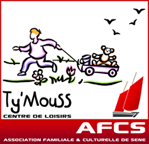 Ty'Mouss
CENTRE DE LOISIRS
AFCS
ASSOCIATION FAMILIALE & CULTURELLE DE SENE